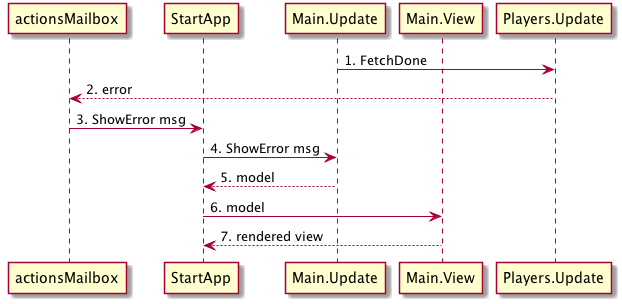 actionsMailbox StartApp Main.Update Main.View Players.Update
1. FetchDone
2. error
3. ShowError msg
4. ShowError msg
5. model
6. model
7. rendered view
actionsMailbox StartApp Main.Update Main.View Players.Update